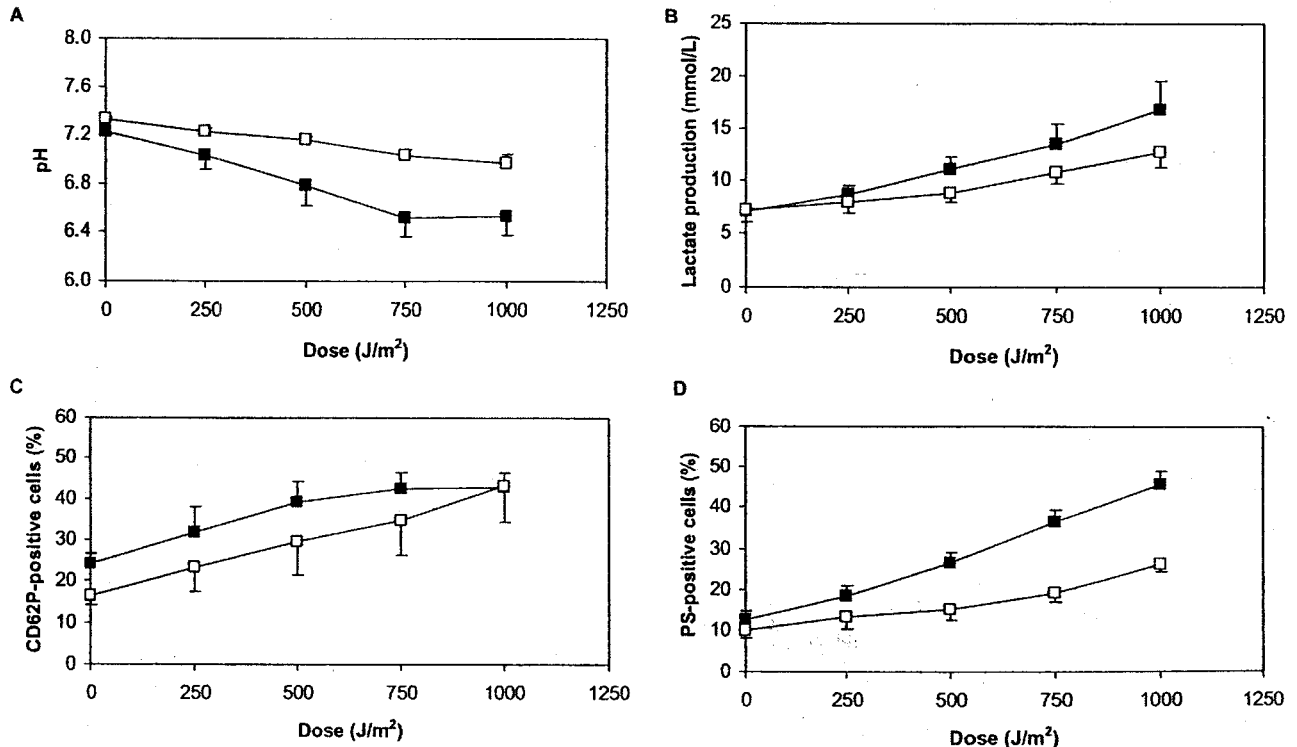 A
8.0
7.6
7.2
6.8
6.4
6.0
pH
0 250 500 750 1000 1250
Dose (J/m²)
B
25
20
15
10
5
0
Lactate production (mmol/L)
0 250 500 750 1000 1250
Dose (J/m²)
C
60
50
40
30
20
10
0
CD62P-positive cells (%)
0 250 500 750 1000 1250
Dose (J/m²)
D
60
50
40
30
20
10
0
PS-positive cells (%)
0 250 500 750 1000 1250
Dose (J/m²)